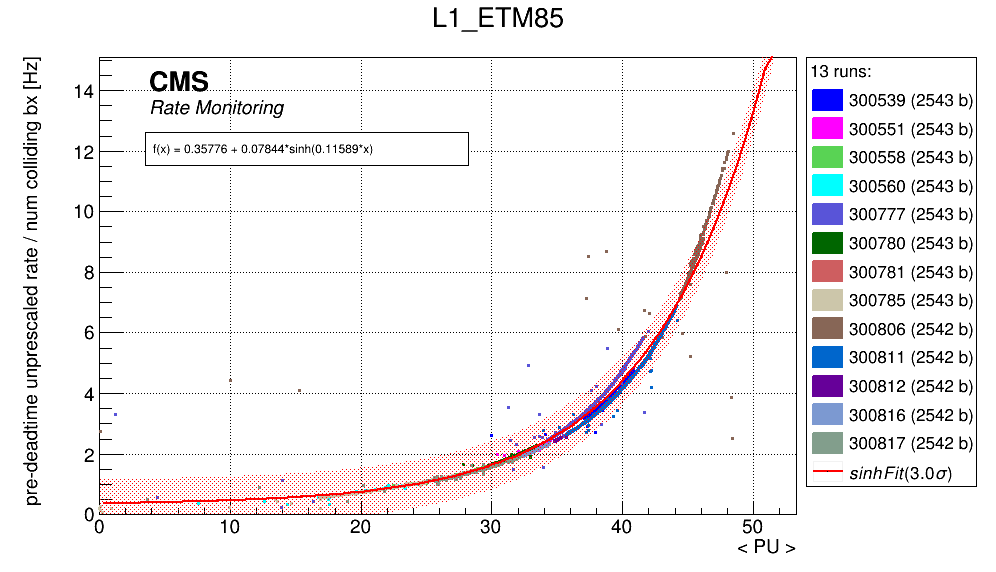 L1_ETM85
pre-deadtime unprescaled rate / num colliding bx [Hz]
CMS
Rate Monitoring
f(x) = 0.35776 + 0.07844*sinh(0.11589*x)
14
12
10
8
6
4
2
0
0 10 20 30 40 50
< PU >
13 runs:
300539 (2543 b)
300551 (2543 b)
300558 (2543 b)
300560 (2543 b)
300777 (2543 b)
300780 (2543 b)
300781 (2543 b)
300785 (2543 b)
300806 (2542 b)
300811 (2542 b)
300812 (2542 b)
300816 (2542 b)
300817 (2542 b)
sinhFit(3.0σ)